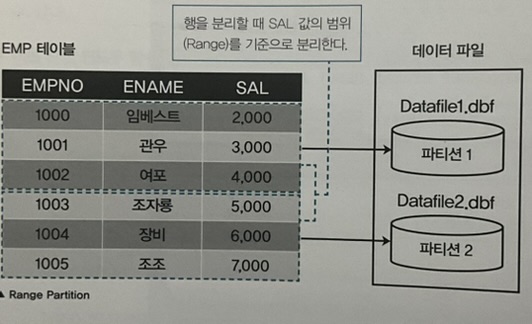 행을 분리할 때 SAL 값의 범위
(Range)를 기준으로 분리한다.
EMP 테이블
데이터 파일
EMPNO ENAME SAL
1000 임베스트 2,000
1001 관우 3,000
1002 여포 4,000
1003 조자룡 5,000
1004 장비 6,000
1005 조조 7,000
Datafile1.dbf
파티션 1
Datafile2.dbf
파티션 2
▲ Range Partition